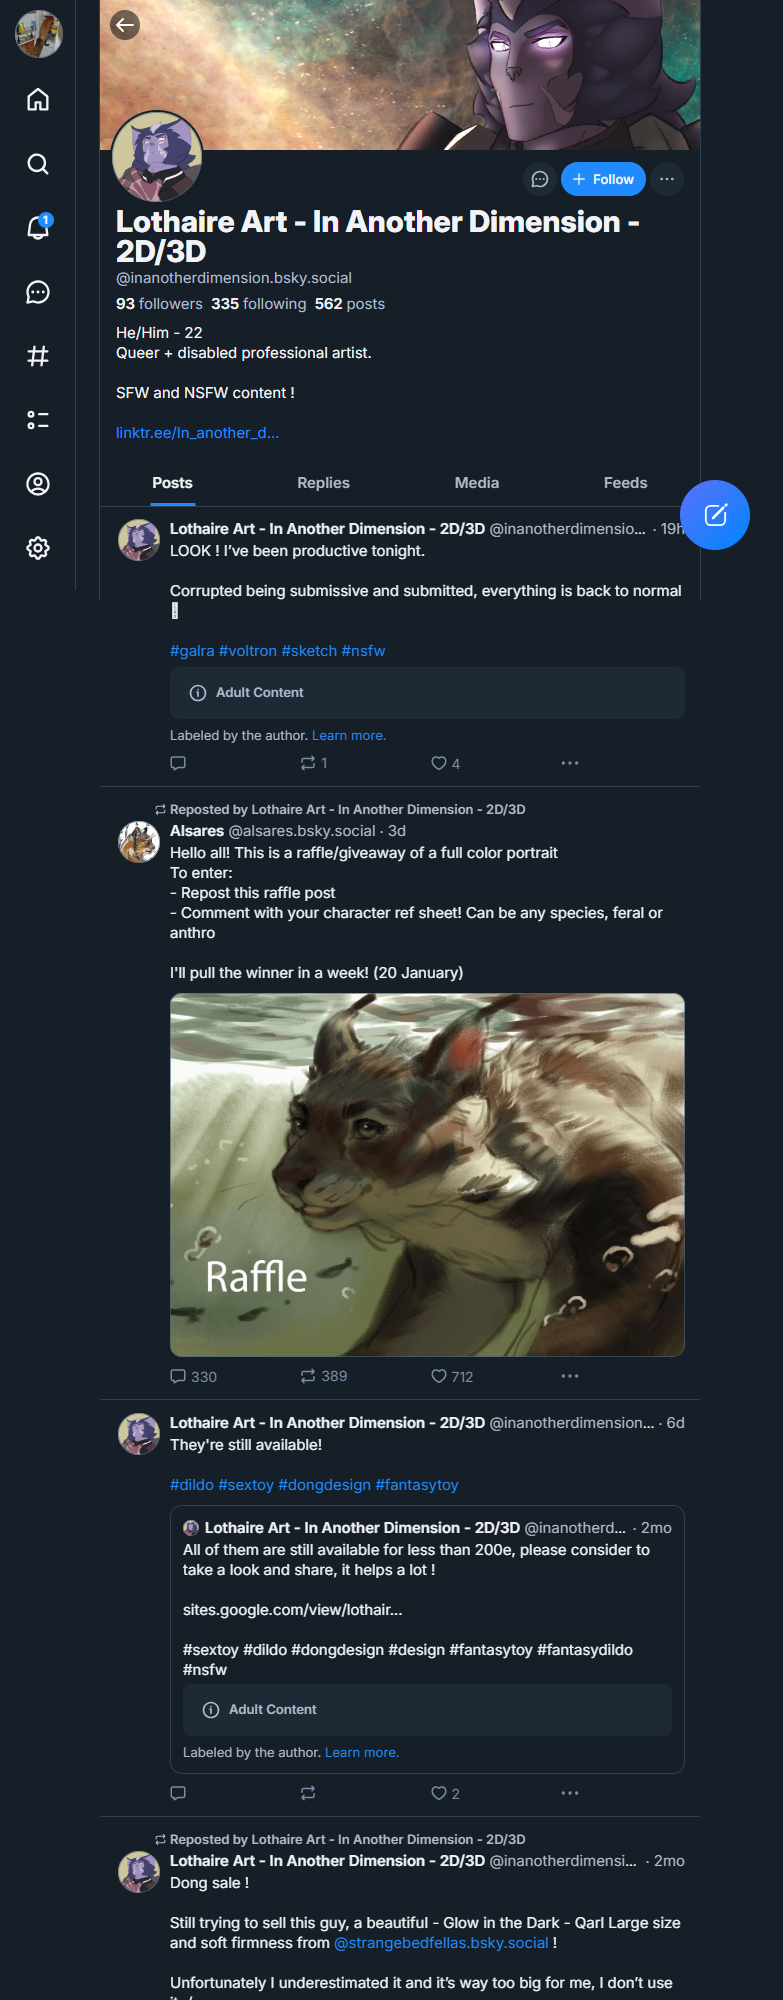 Follow
Lothaire Art - In Another Dimension -
2D/3D
@inanotherdimension.bsky.social
93 followers 335 following 562 posts
He/Him - 22
Queer + disabled professional artist.
SFW and NSFW content !
linktr.ee/In_another_d...
Posts Replies Media Feeds
1
Lothaire Art - In Another Dimension - 2D/3D @inanotherdimensio... · 19h
LOOK ! I've been productive tonight.
Corrupted being submissive and submitted, everything is back to normal
#galra #voltron #sketch #nsfw
Adult Content
Labeled by the author. Learn more.
1 4
Reposted by Lothaire Art - In Another Dimension - 2D/3D
Alsares @alsares.bsky.social · 3d
Hello all! This is a raffle/giveaway of a full color portrait
To enter:
- Repost this raffle post
- Comment with your character ref sheet! Can be any species, feral or
anthro
I'll pull the winner in a week! (20 January)
Raffle
330 389 712
Lothaire Art - In Another Dimension - 2D/3D @inanotherdimension... · 6d
They're still available!
#dildo #sextoy #dongdesign #fantasytoy
Lothaire Art - In Another Dimension - 2D/3D @inanotherd... · 2mo
All of them are still available for less than 200e, please consider to
take a look and share, it helps a lot !
sites.google.com/view/lothair...
#sextoy #dildo #dongdesign #design #fantasytoy #fantasydildo
#nsfw
Adult Content
Labeled by the author. Learn more.
2
Reposted by Lothaire Art - In Another Dimension - 2D/3D
Lothaire Art - In Another Dimension - 2D/3D @inanotherdimensi... · 2mo
Dong sale !
Still trying to sell this guy, a beautiful - Glow in the Dark - Qarl Large size
and soft firmness from @strangebedfellas.bsky.social !
Unfortunately I underestimated it and it's way too big for me, I don't use